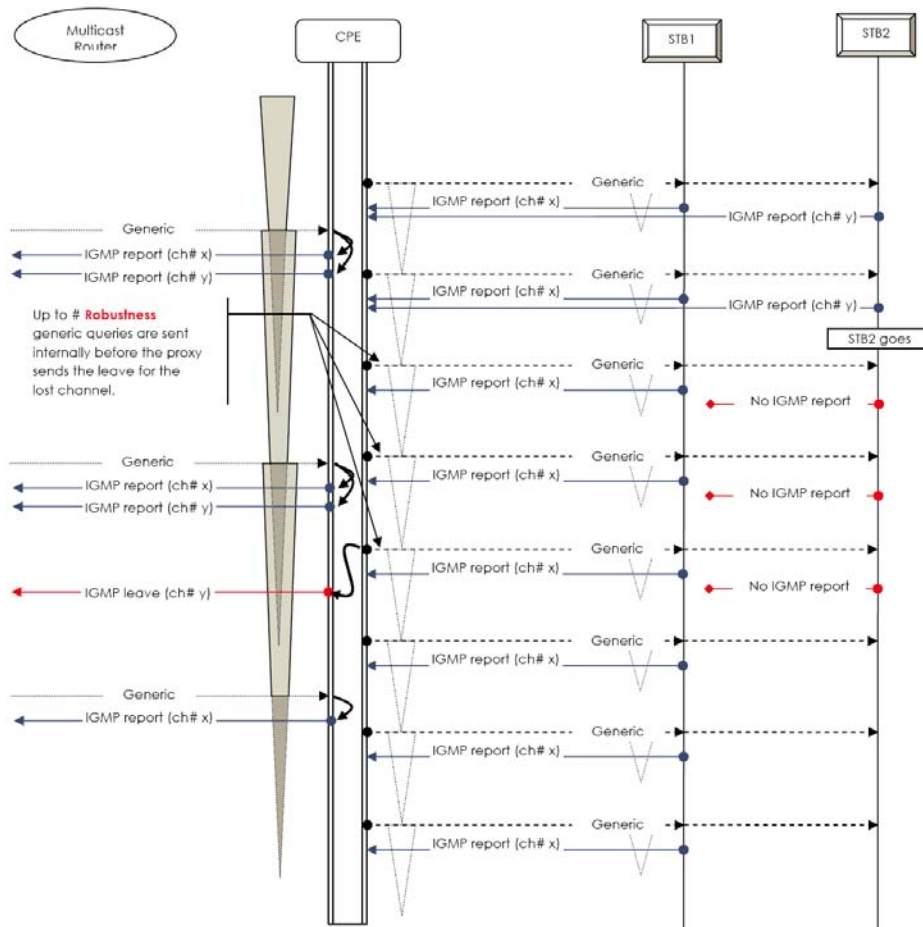 Multicast
Router
CPE
STB1
STB2
Generic
IGMP report (ch# x)
IGMP report (ch# y)
Generic
IGMP report (ch# x)
IGMP report (ch# y)
Generic
IGMP report (ch# x)
IGMP report (ch# y)
Up to # Robustness
generic queries are sent
internally before the proxy
sends the leave for the
lost channel.
STB2 goes
Generic
IGMP report (ch# x)
No IGMP report
Generic
Generic
IGMP report (ch# x)
IGMP report (ch# x)
No IGMP report
IGMP report (ch# y)
Generic
IGMP report (ch# x)
No IGMP report
IGMP leave (ch# y)
Generic
IGMP report (ch# x)
Generic
IGMP report (ch# x)
Generic
IGMP report (ch# x)
Generic
IGMP report (ch# x)